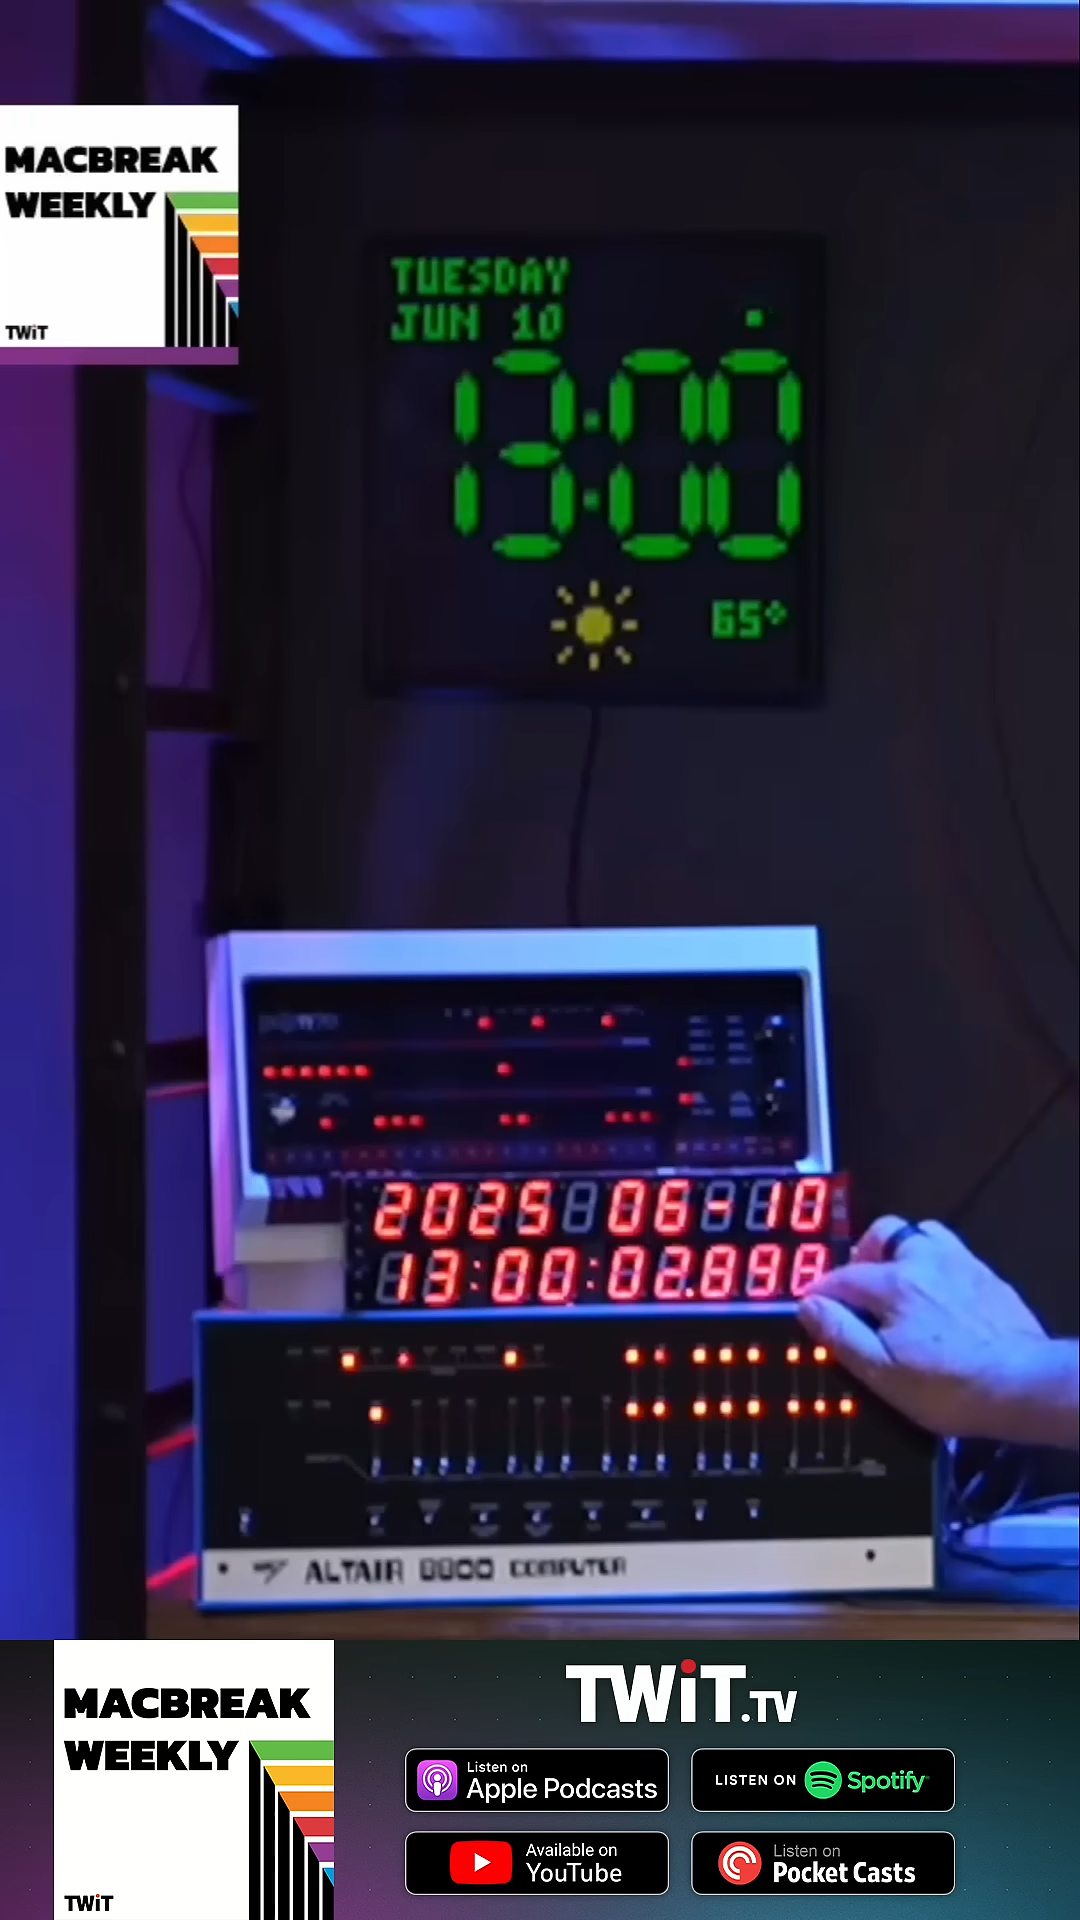 MACBREAK
WEEKLY
TWiT
TUESDAY
JUN 10
13:00
65°
2025 06-10
13:00:02.898
ALTAIR 8800 COMPUTER
MACBREAK
WEEKLY
TWiT
TWiT.TV
Listen on
Apple Podcasts
LISTEN ON Spotify
Available on
YouTube
Listen on
Pocket Casts